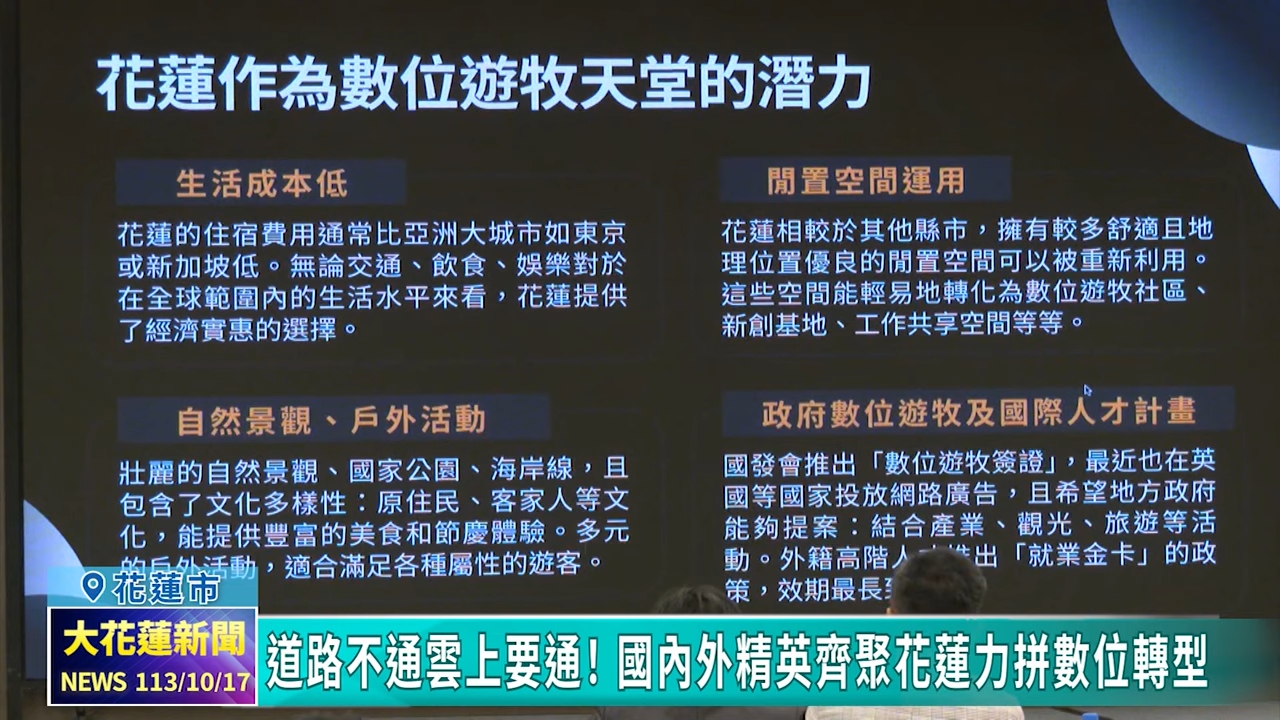 花蓮作為數位遊牧天堂的潛力
生活成本低
花蓮的住宿費用通常比亞洲大城市如東京
或新加坡低。無論交通、飲食、娛樂對於
在全球範圍內的生活水平來看，花蓮提供
了經濟實惠的選擇。
閒置空間運用
花蓮相較於其他縣市，擁有較多舒適且地
理位置優良的閒置空間可以被重新利用。
這些空間能輕易地轉化為數位遊牧社區、
新創基地、工作共享空間等等。
自然景觀、戶外活動
壯麗的自然景觀、國家公園、海岸線，且
包含了文化多樣性：原住民、客家人等文
化，能提供豐富的美食和節慶體驗。多元
的戶外活動，適合滿足各種屬性的遊客。
政府數位遊牧及國際人才計畫
國發會推出「數位遊牧簽證」，最近也在英
國等國家投放網路廣告，且希望地方政府
能夠提案：結合產業、觀光、旅遊等活
動。外籍高階人 推出「就業金卡」的政
策，效期最長
花蓮市
大花蓮新聞
NEWS 113/10/17
道路不通雲上要通！國內外精英齊聚花蓮力拼數位轉型